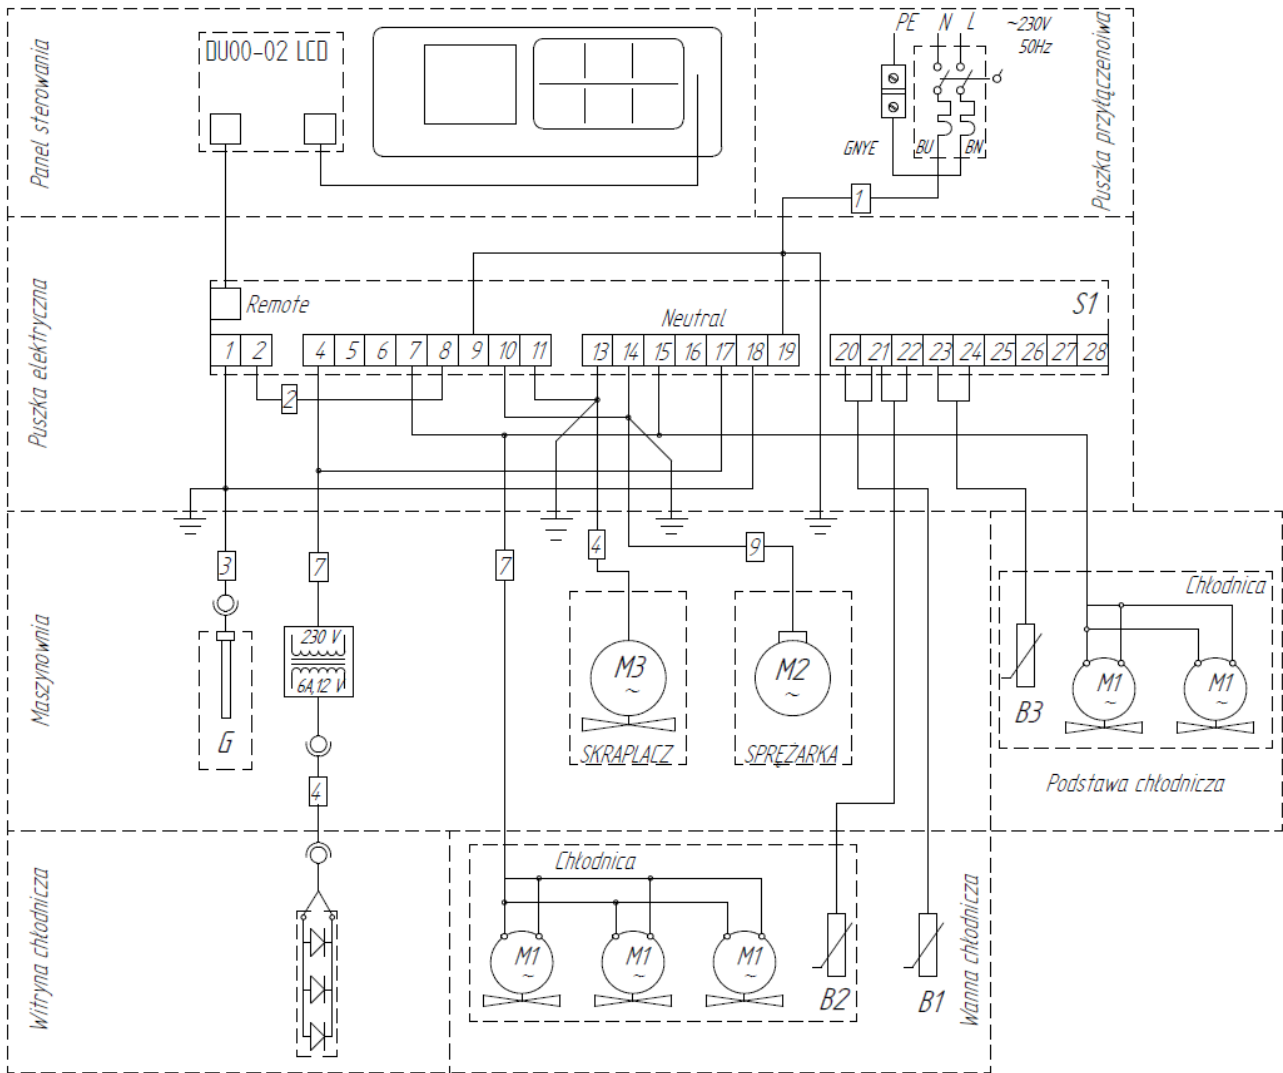 Panel sterowania
DU00-02 LCD
PE N L ~230V
50Hz
GNYE BU BN
Puszka przyłączenoiwa
1
Puszka elektryczna
Remote
Neutral
S1
1 2 4 5 6 7 8 9 10 11 13 14 15 16 17 18 19 20 21 22 23 24 25 26 27 28
2
Maszynownia
3 7 7 4 9
230 V
6A,12 V
G
4
M3
~
SKRAPLACZ
M2
~
SPRĘŻARKA
Chłodnica
B3
M1
~
M1
~
Podstawa chłodnicza
Witryna chłodnicza
Chłodnica
M1
~
M1
~
M1
~
B2
B1
Wanna chłodnicza